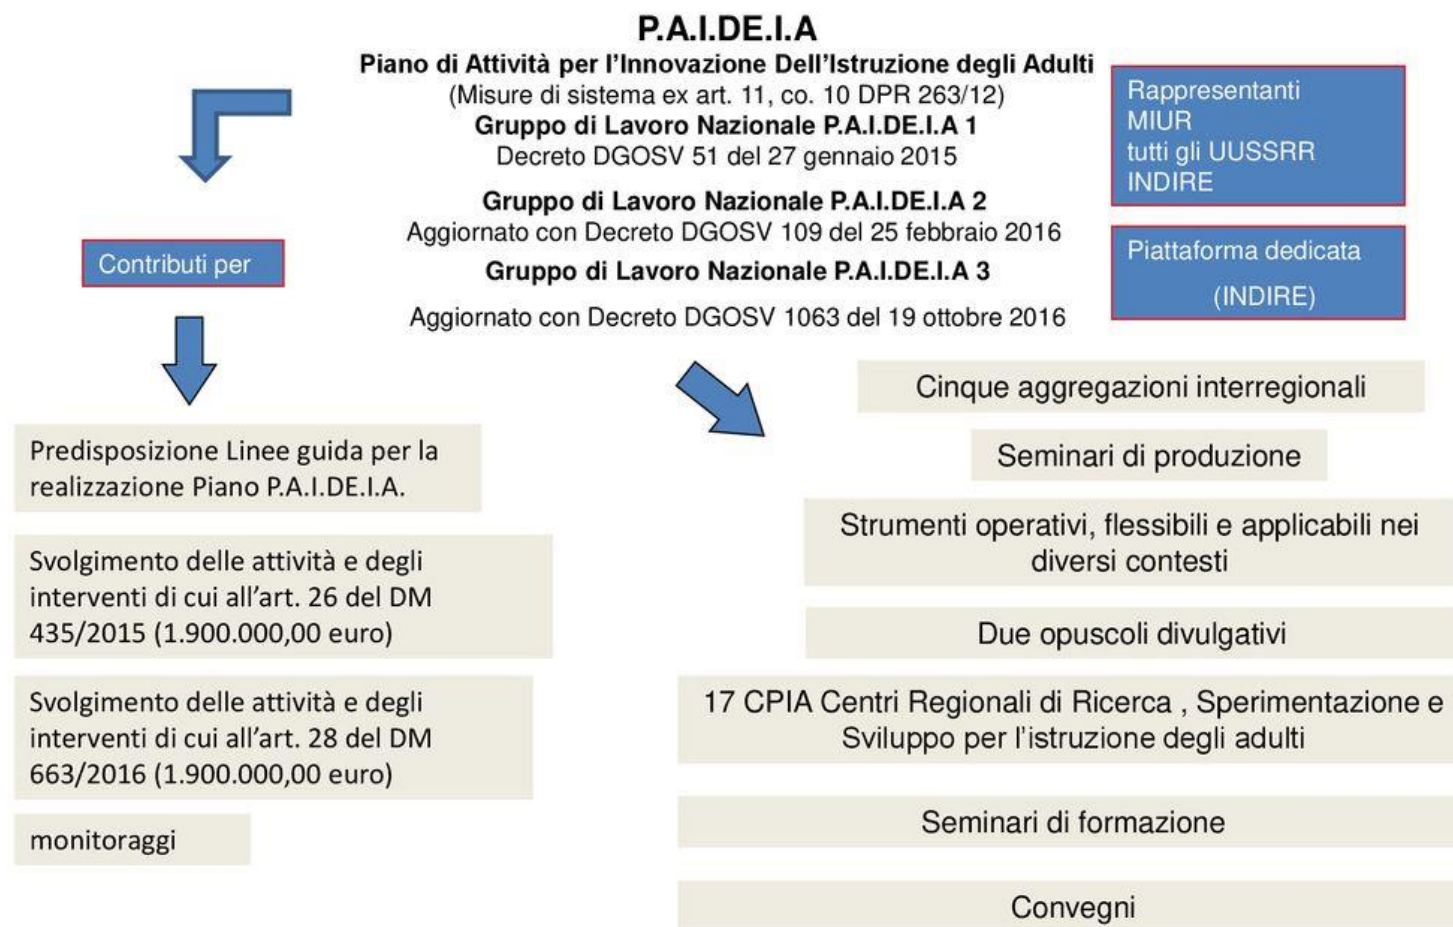 P.A.I.DE.I.A
Piano di Attività per l'Innovazione Dell'Istruzione degli Adulti
(Misure di sistema ex art. 11, co. 10 DPR 263/12)
Gruppo di Lavoro Nazionale P.A.I.DE.I.A 1
Decreto DGOSV 51 del 27 gennaio 2015
Gruppo di Lavoro Nazionale P.A.I.DE.I.A 2
Aggiornato con Decreto DGOSV 109 del 25 febbraio 2016
Gruppo di Lavoro Nazionale P.A.I.DE.I.A 3
Aggiornato con Decreto DGOSV 1063 del 19 ottobre 2016
Rappresentanti
MIUR
tutti gli UUSSRR
INDIRE
Piattaforma dedicata
(INDIRE)
Contributi per
Predisposizione Linee guida per la
realizzazione Piano P.A.I.DE.I.A.
Svolgimento delle attività e degli
interventi di cui all'art. 26 del DM
435/2015 (1.900.000,00 euro)
Svolgimento delle attività e degli
interventi di cui all'art. 28 del DM
663/2016 (1.900.000,00 euro)
monitoraggi
Cinque aggregazioni interregionali
Seminari di produzione
Strumenti operativi, flessibili e applicabili nei
diversi contesti
Due opuscoli divulgativi
17 CPIA Centri Regionali di Ricerca , Sperimentazione e
Sviluppo per l'istruzione degli adulti
Seminari di formazione
Convegni